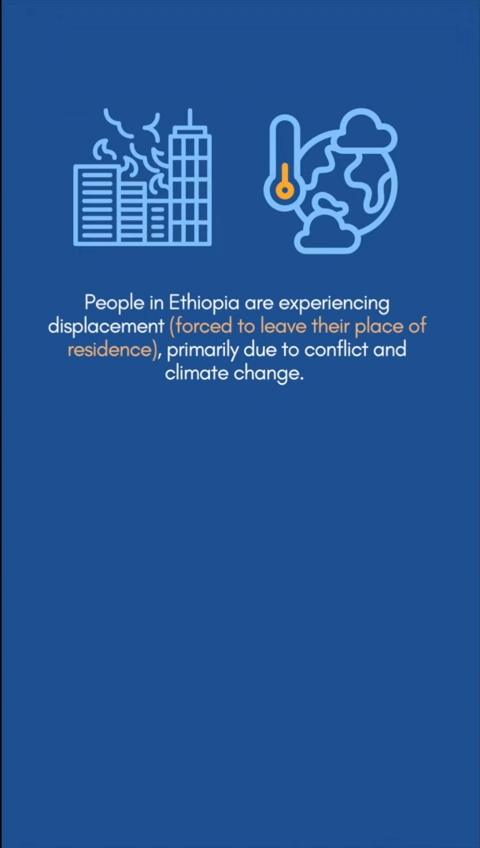 People in Ethiopia are experiencing
displacement (forced to leave their place of
residence), primarily due to conflict and
climate change.